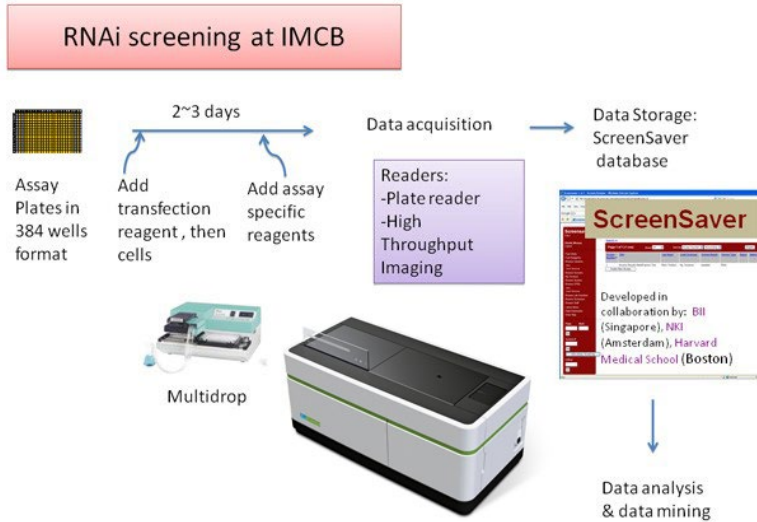 RNAi screening at IMCB
2~3 days
Data acquisition
Data Storage:
ScreenSaver
database
Assay
Plates in
384 wells
format
Add
transfection
reagent , then
cells
Add assay
specific
reagents
Readers:
-Plate reader
-High
Throughput
Imaging
ScreenSaver
Developed in
collaboration by: BII
(Singapore), NKI
(Amsterdam), Harvard
Medical School (Boston)
Multidrop
Data analysis
& data mining